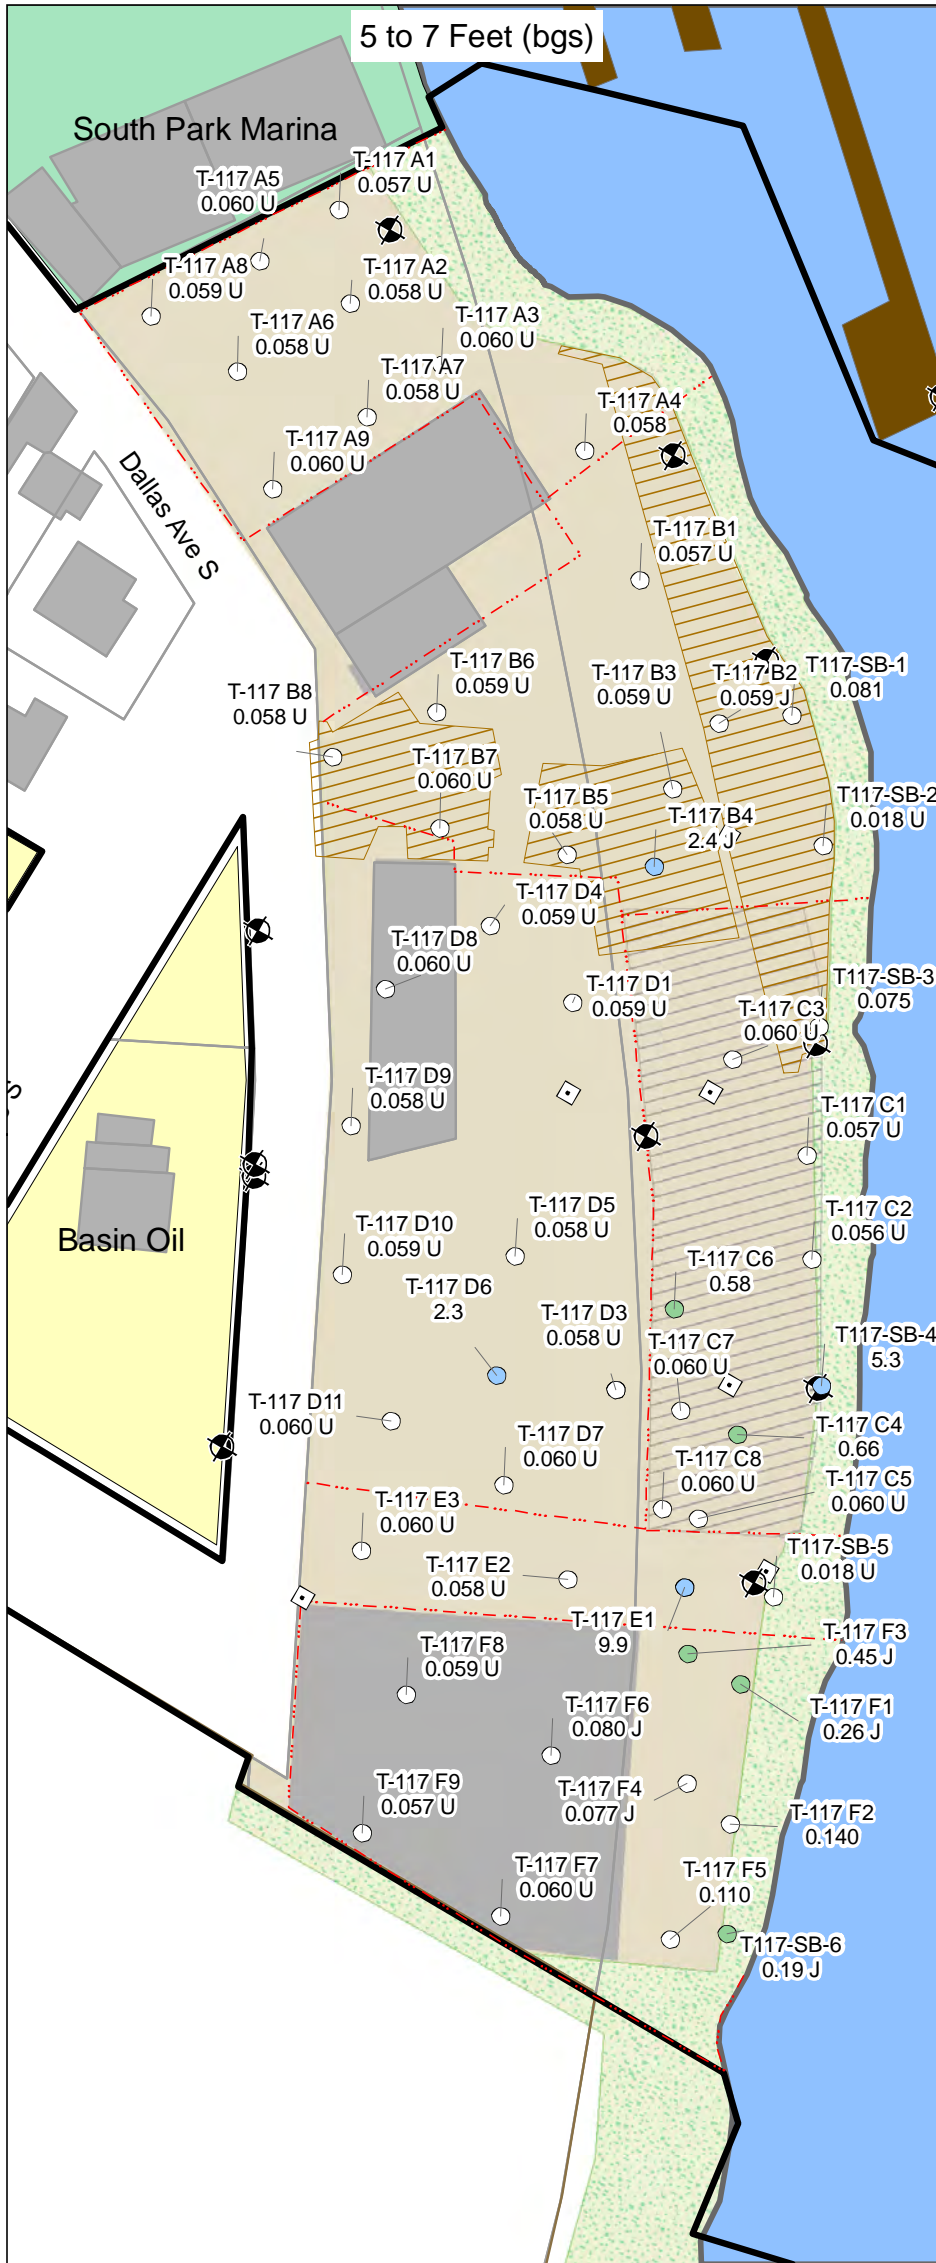 5 to 7 Feet (bgs)
South Park Marina
T-117 A1
0.057 U
T-117 A5
0.060 U
T-117 A8
0.059 U
T-117 A2
0.058 U
T-117 A6
0.058 U
T-117 A3
0.060 U
T-117 A7
0.058 U
T-117 A4
0.058
T-117 A9
0.060 U
Dallas Ave S
T-117 B1
0.057 U
T-117 B6
0.059 U
T-117 B3
0.059 U
T-117 B2
0.059 J
T117-SB-1
0.081
T-117 B8
0.058 U
T-117 B7
0.060 U
T-117 B5
0.058 U
T-117 B4
2.4 J
T117-SB-2
0.018 U
T-117 D4
0.059 U
T-117 D8
0.060 U
T-117 D1
0.059 U
T117-SB-3
0.075
T-117 C3
0.060 U
S
T-117 D9
0.058 U
T-117 C1
0.057 U
T-117 C2
0.056 U
Basin Oil
T-117 D10
0.059 U
T-117 D5
0.058 U
T-117 C6
0.58
T-117 D6
2.3
T-117 D3
0.058 U
T-117 C7
0.060 U
T117-SB-4
5.3
T-117 D11
0.060 U
T-117 C4
0.66
T-117 D7
0.060 U
T-117 C8
0.060 U
T-117 C5
0.060 U
T-117 E3
0.060 U
T-117 E2
0.058 U
T117-SB-5
0.018 U
T-117 E1
9.9
T-117 F3
0.45 J
T-117 F8
0.059 U
T-117 F1
0.26 J
T-117 F6
0.080 J
T-117 F9
0.057 U
T-117 F4
0.077 J
T-117 F2
0.140
T-117 F7
0.060 U
T-117 F5
0.110
T117-SB-6
0.19 J